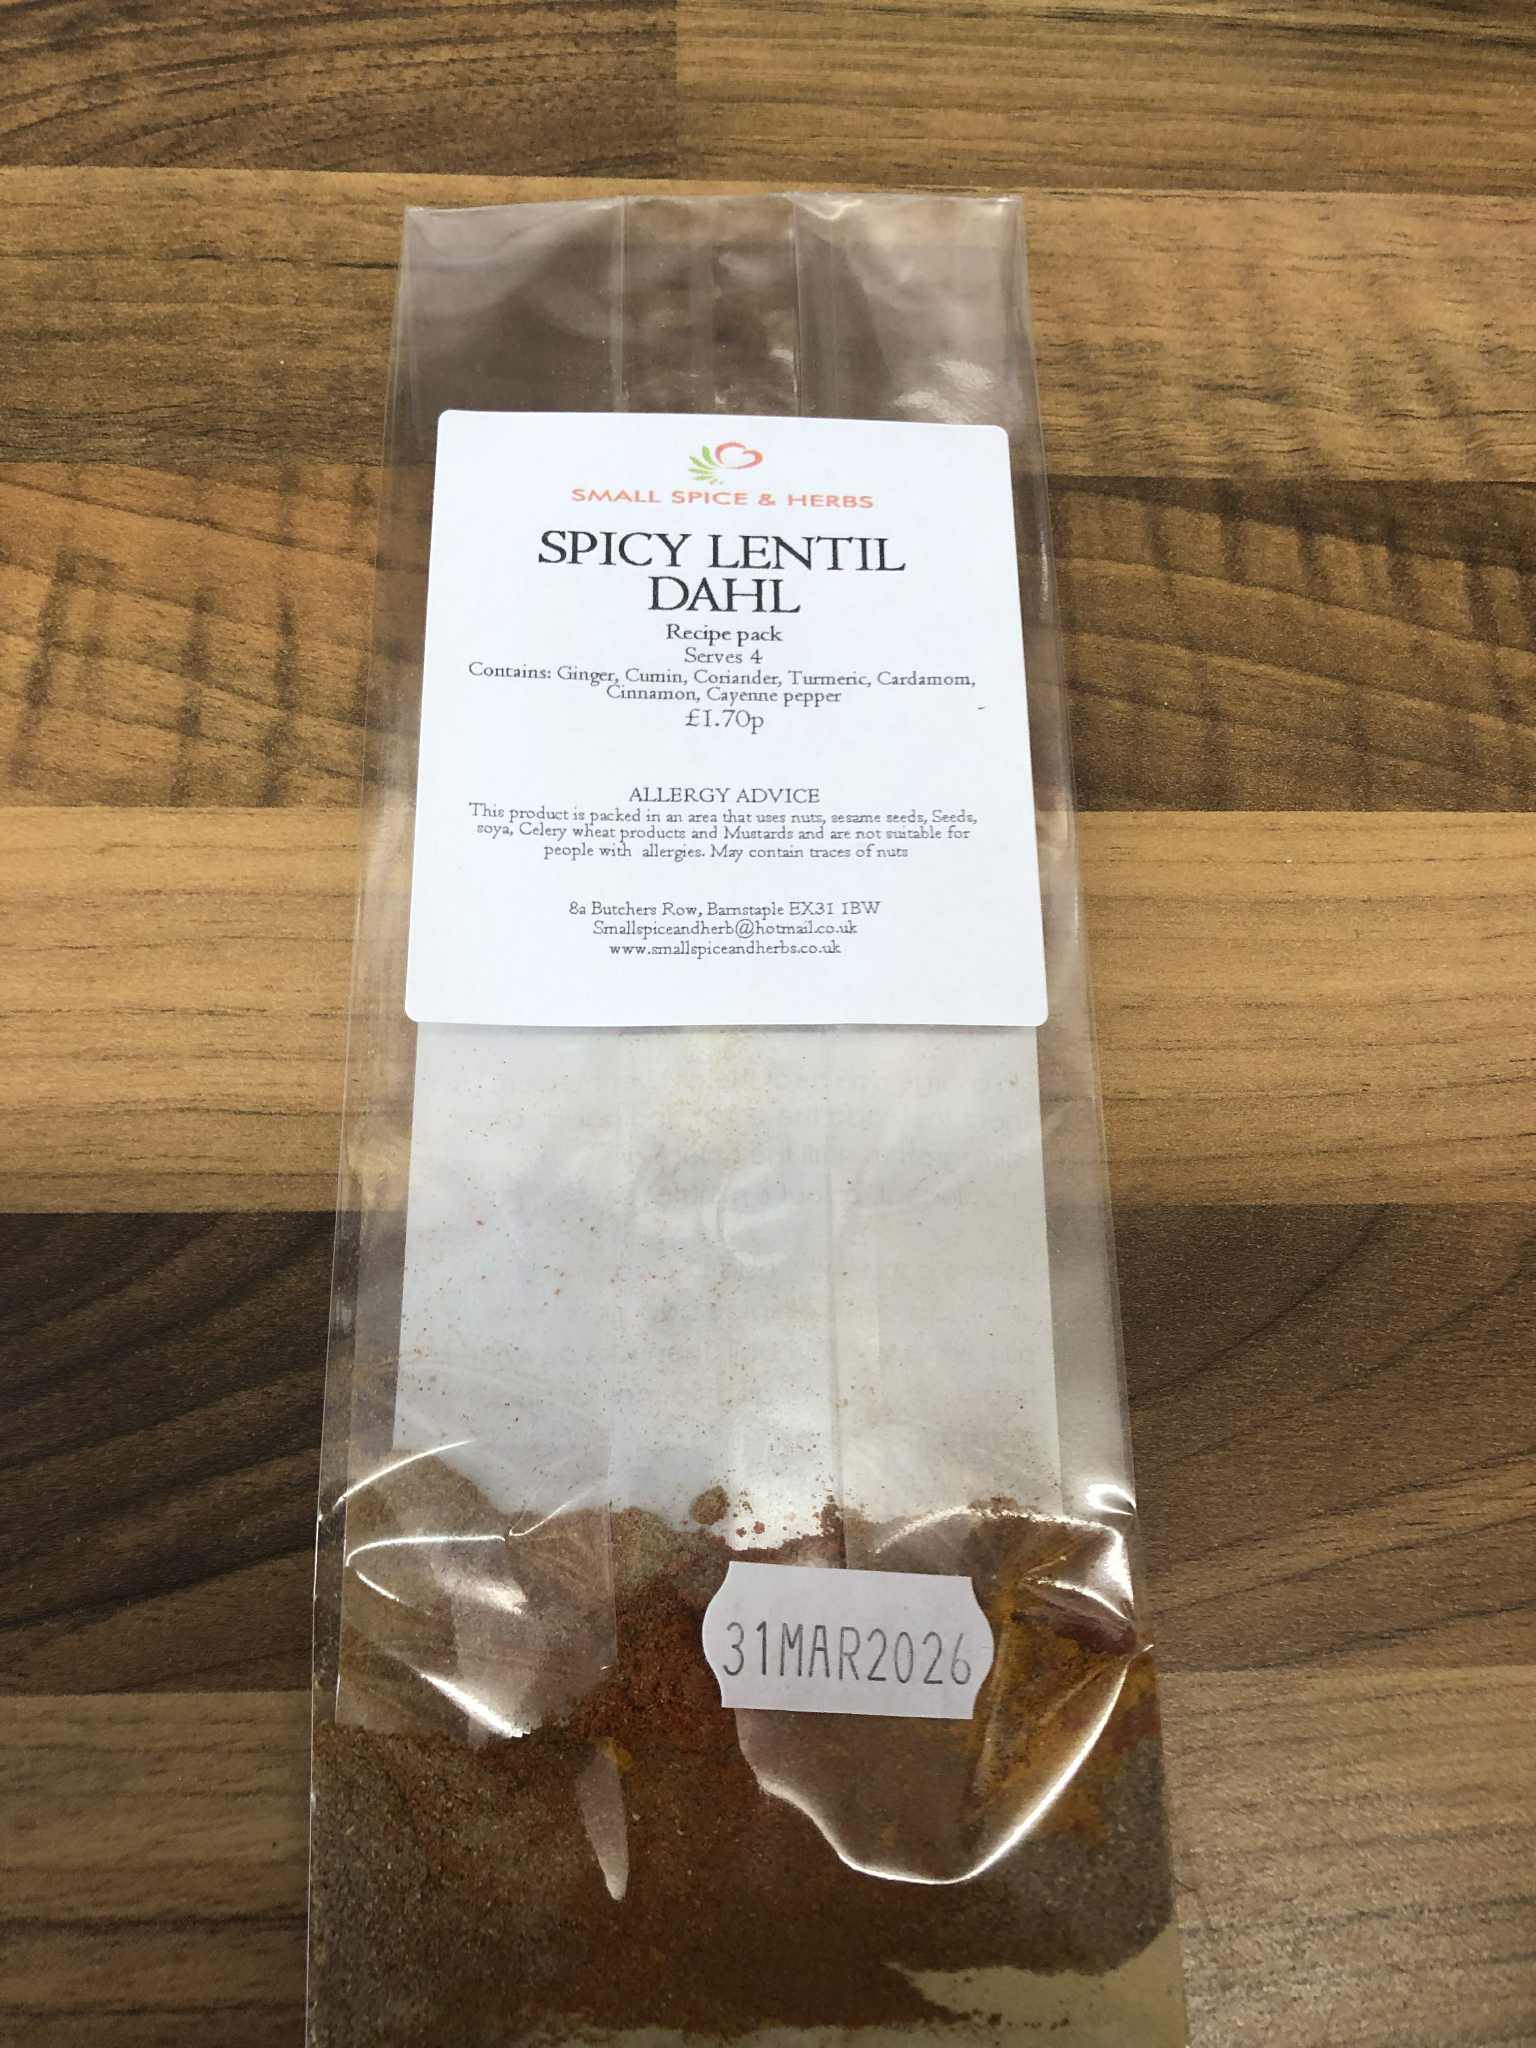 SMALL SPICE & HERBS
SPICY LENTIL
DAHL
Recipe pack
Serves 4
Contains: Ginger, Cumin, Coriander, Turmeric, Cardamom,
Cinnamon, Cayenne pepper
£1.70p
ALLERGY ADVICE
This product is packed in an area that uses nuts, sesame seeds, Seeds,
soya, Celery wheat products and Mustards and are not suitable for
people with allergies. May contain traces of nuts
8a Butchers Row, Barnstaple EX31 1BW
Smallspiceandherb@hotmail.co.uk
www.smallspiceandherbs.co.uk
31MAR2026